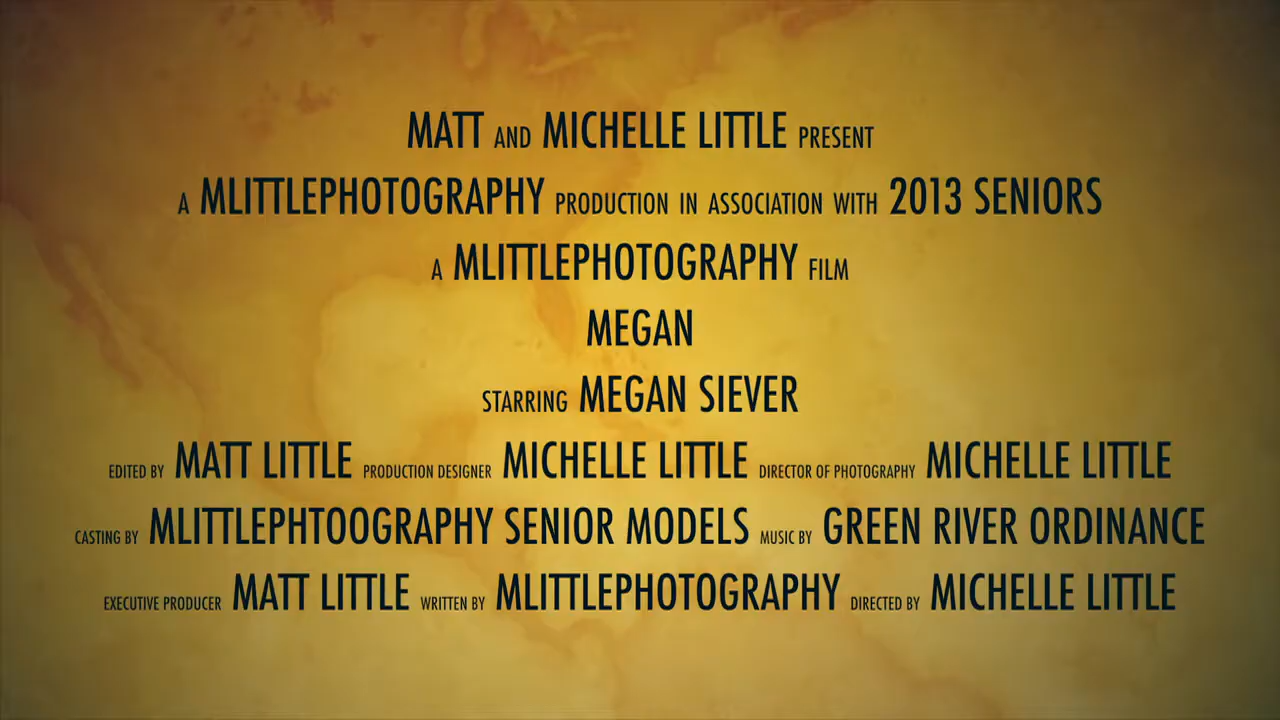 MATT AND MICHELLE LITTLE PRESENT
A MLITTLEPHOTOGRAPHY PRODUCTION IN ASSOCIATION WITH 2013 SENIORS
A MLITTLEPHOTOGRAPHY FILM
MEGAN
STARRING MEGAN SIEVER
EDITED BY MATT LITTLE PRODUCTION DESIGNER MICHELLE LITTLE DIRECTOR OF PHOTOGRAPHY MICHELLE LITTLE
CASTING BY MLITTLEPHTOOGRAPHY SENIOR MODELS MUSIC BY GREEN RIVER ORDINANCE
EXECUTIVE PRODUCER MATT LITTLE WRITTEN BY MLITTLEPHOTOGRAPHY DIRECTED BY MICHELLE LITTLE